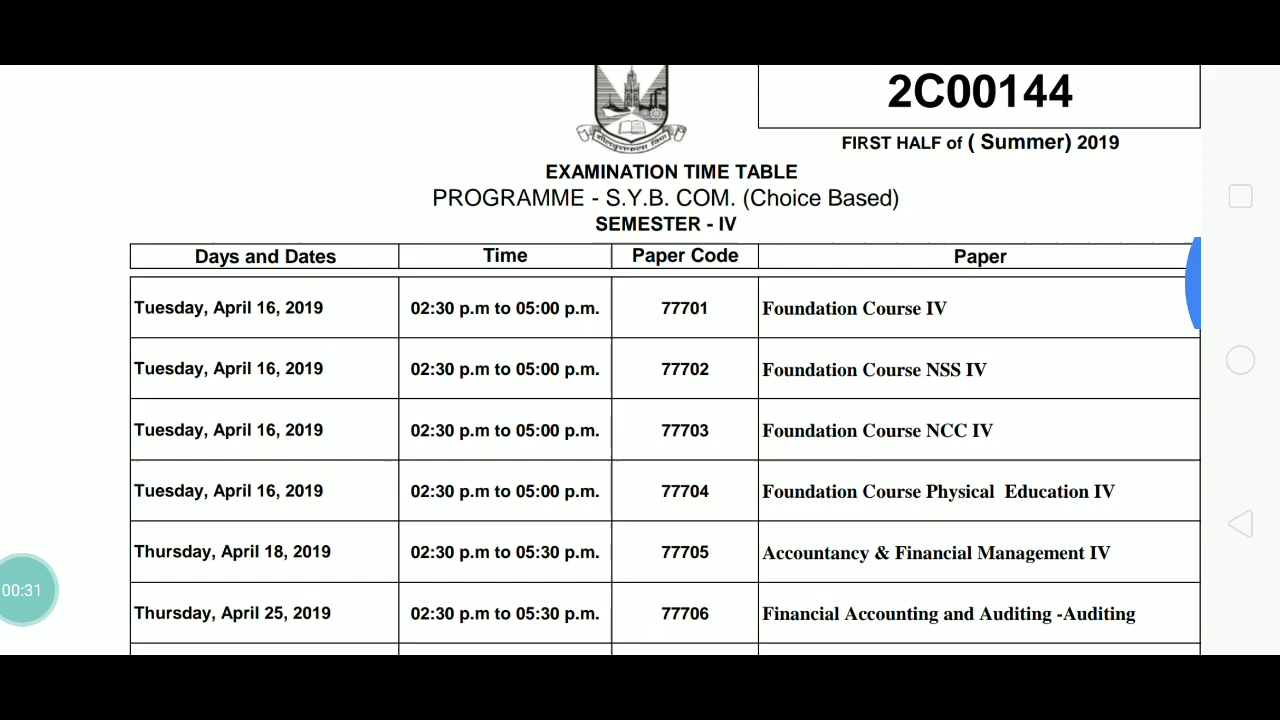 2C00144
FIRST HALF of ( Summer) 2019
EXAMINATION TIME TABLE
PROGRAMME - S.Y.B. COM. (Choice Based)
SEMESTER - IV
Days and Dates Time Paper Code Paper
Tuesday, April 16, 2019 02:30 p.m to 05:00 p.m. 77701 Foundation Course IV
Tuesday, April 16, 2019 02:30 p.m to 05:00 p.m. 77702 Foundation Course NSS IV
Tuesday, April 16, 2019 02:30 p.m to 05:00 p.m. 77703 Foundation Course NCC IV
Tuesday, April 16, 2019 02:30 p.m to 05:00 p.m. 77704 Foundation Course Physical Education IV
Thursday, April 18, 2019 02:30 p.m to 05:30 p.m. 77705 Accountancy & Financial Management IV
Thursday, April 25, 2019 02:30 p.m to 05:30 p.m. 77706 Financial Accounting and Auditing -Auditing
00:31